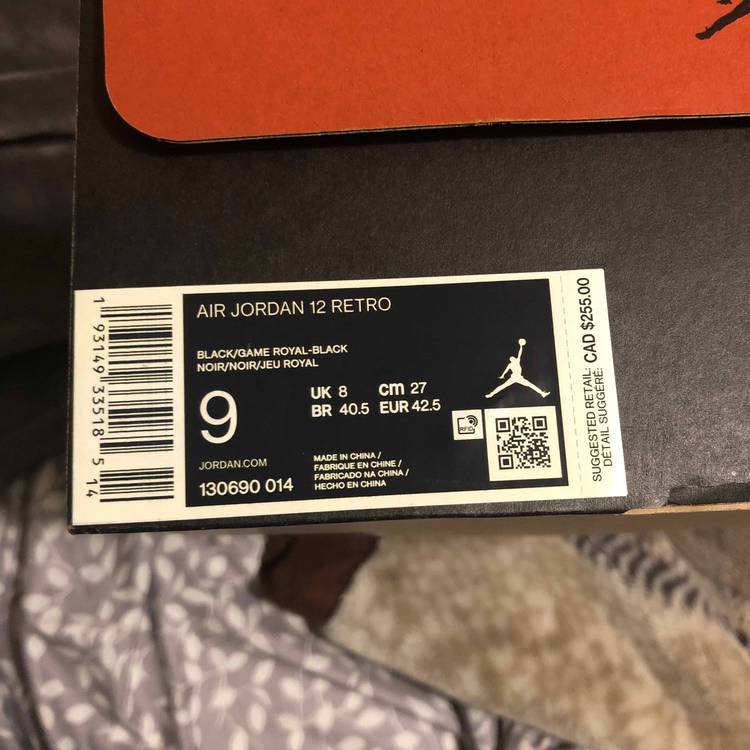 AIR JORDAN 12 RETRO
BLACK/GAME ROYAL-BLACK
NOIR/NOIR/JEU ROYAL
9
UK 8 cm 27
BR 40.5 EUR 42.5
RFID
JORDAN.COM
130690 014
MADE IN CHINA /
FABRIQUE EN CHINE /
FABRICADO NA CHINA /
HECHO EN CHINA
1 93149 33518 5 14
SUGGESTED RETAIL: CAD $255.00
DÉTAIL SUGGÉRÉ: